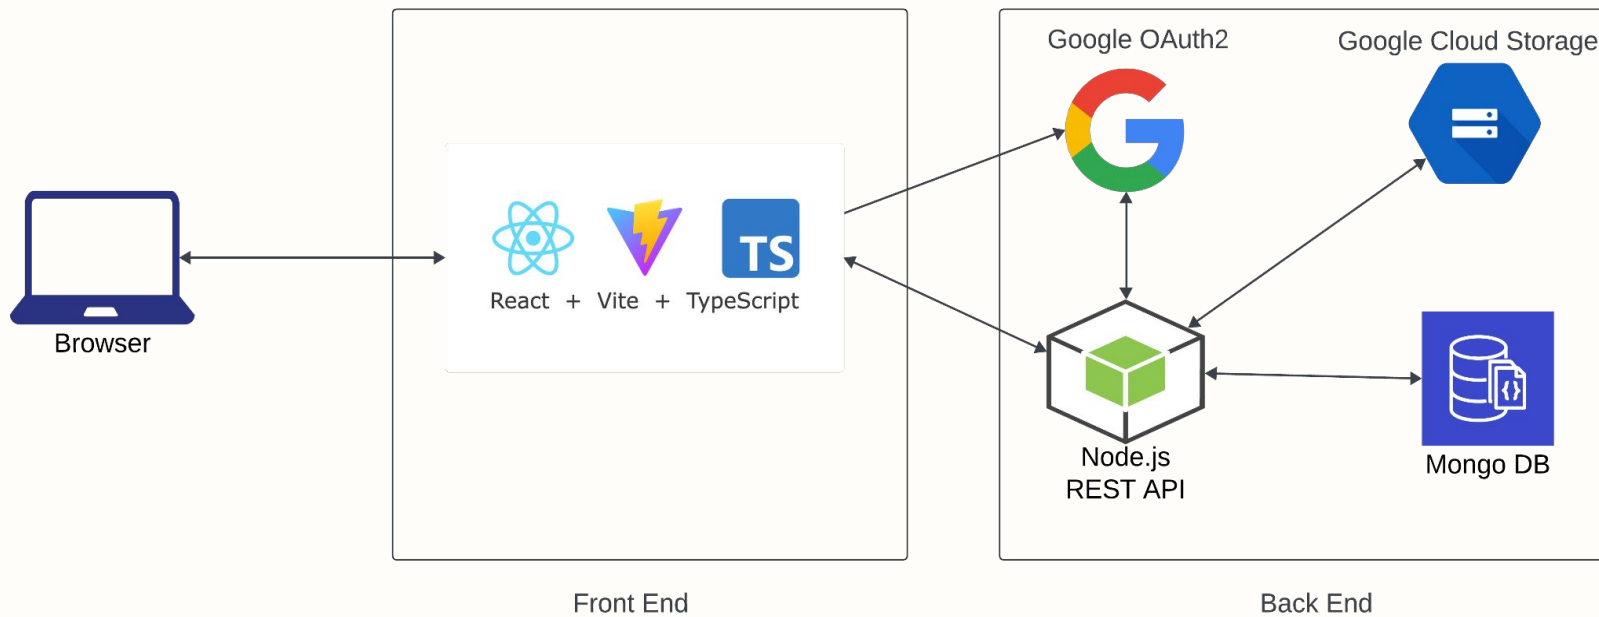 Google OAuth2
Google Cloud Storage
TS
React + Vite + TypeScript
{}
Browser
Node.js
REST API
Mongo DB
Front End
Back End